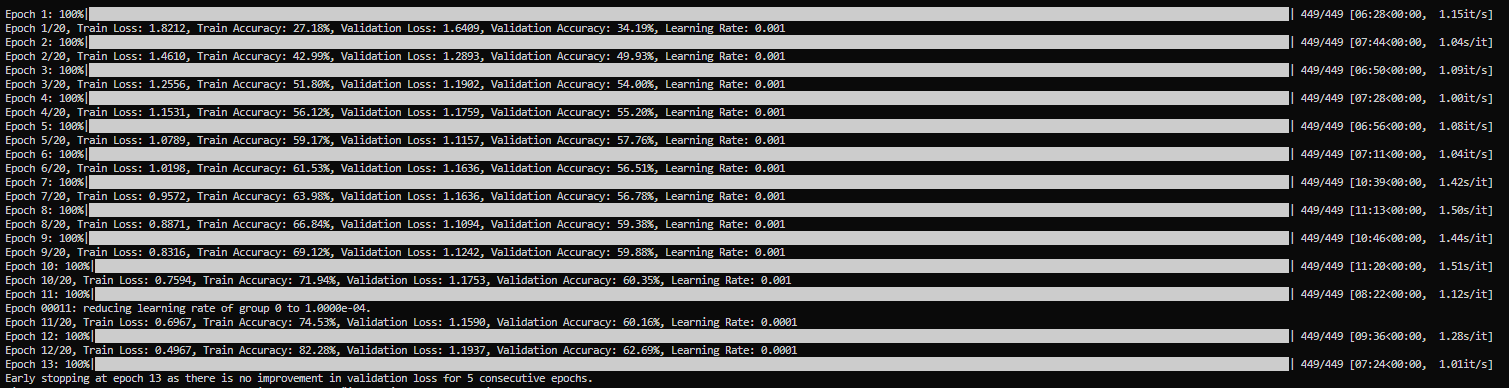 Epoch 1: 100%| | 449/449 [06:28<00:00, 1.15it/s]
Epoch 1/20, Train Loss: 1.8212, Train Accuracy: 27.18%, Validation Loss: 1.6409, Validation Accuracy: 34.19%, Learning Rate: 0.001
Epoch 2: 100%| | 449/449 [07:44<00:00, 1.04s/it]
Epoch 2/20, Train Loss: 1.4610, Train Accuracy: 42.99%, Validation Loss: 1.2893, Validation Accuracy: 49.93%, Learning Rate: 0.001
Epoch 3: 100%| | 449/449 [06:50<00:00, 1.09it/s]
Epoch 3/20, Train Loss: 1.2556, Train Accuracy: 51.80%, Validation Loss: 1.1902, Validation Accuracy: 54.00%, Learning Rate: 0.001
Epoch 4: 100%| | 449/449 [07:28<00:00, 1.00it/s]
Epoch 4/20, Train Loss: 1.1531, Train Accuracy: 56.12%, Validation Loss: 1.1759, Validation Accuracy: 55.20%, Learning Rate: 0.001
Epoch 5: 100%| | 449/449 [06:56<00:00, 1.08it/s]
Epoch 5/20, Train Loss: 1.0789, Train Accuracy: 59.17%, Validation Loss: 1.1157, Validation Accuracy: 57.76%, Learning Rate: 0.001
Epoch 6: 100%| | 449/449 [07:11<00:00, 1.04it/s]
Epoch 6/20, Train Loss: 1.0198, Train Accuracy: 61.53%, Validation Loss: 1.1636, Validation Accuracy: 56.51%, Learning Rate: 0.001
Epoch 7: 100%| | 449/449 [10:39<00:00, 1.42s/it]
Epoch 7/20, Train Loss: 0.9572, Train Accuracy: 63.98%, Validation Loss: 1.1636, Validation Accuracy: 56.78%, Learning Rate: 0.001
Epoch 8: 100%| | 449/449 [11:13<00:00, 1.50s/it]
Epoch 8/20, Train Loss: 0.8871, Train Accuracy: 66.84%, Validation Loss: 1.1094, Validation Accuracy: 59.38%, Learning Rate: 0.001
Epoch 9: 100%| | 449/449 [10:46<00:00, 1.44s/it]
Epoch 9/20, Train Loss: 0.8316, Train Accuracy: 69.12%, Validation Loss: 1.1242, Validation Accuracy: 59.88%, Learning Rate: 0.001
Epoch 10: 100%| | 449/449 [11:20<00:00, 1.51s/it]
Epoch 10/20, Train Loss: 0.7594, Train Accuracy: 71.94%, Validation Loss: 1.1753, Validation Accuracy: 60.35%, Learning Rate: 0.001
Epoch 11: 100%| | 449/449 [08:22<00:00, 1.12s/it]
Epoch 00011: reducing learning rate of group 0 to 1.0000e-04.
Epoch 11/20, Train Loss: 0.6967, Train Accuracy: 74.53%, Validation Loss: 1.1590, Validation Accuracy: 60.16%, Learning Rate: 0.0001
Epoch 12: 100%| | 449/449 [09:36<00:00, 1.28s/it]
Epoch 12/20, Train Loss: 0.4967, Train Accuracy: 82.28%, Validation Loss: 1.1937, Validation Accuracy: 62.69%, Learning Rate: 0.0001
Epoch 13: 100%| | 449/449 [07:24<00:00, 1.01it/s]
Early stopping at epoch 13 as there is no improvement in validation loss for 5 consecutive epochs.